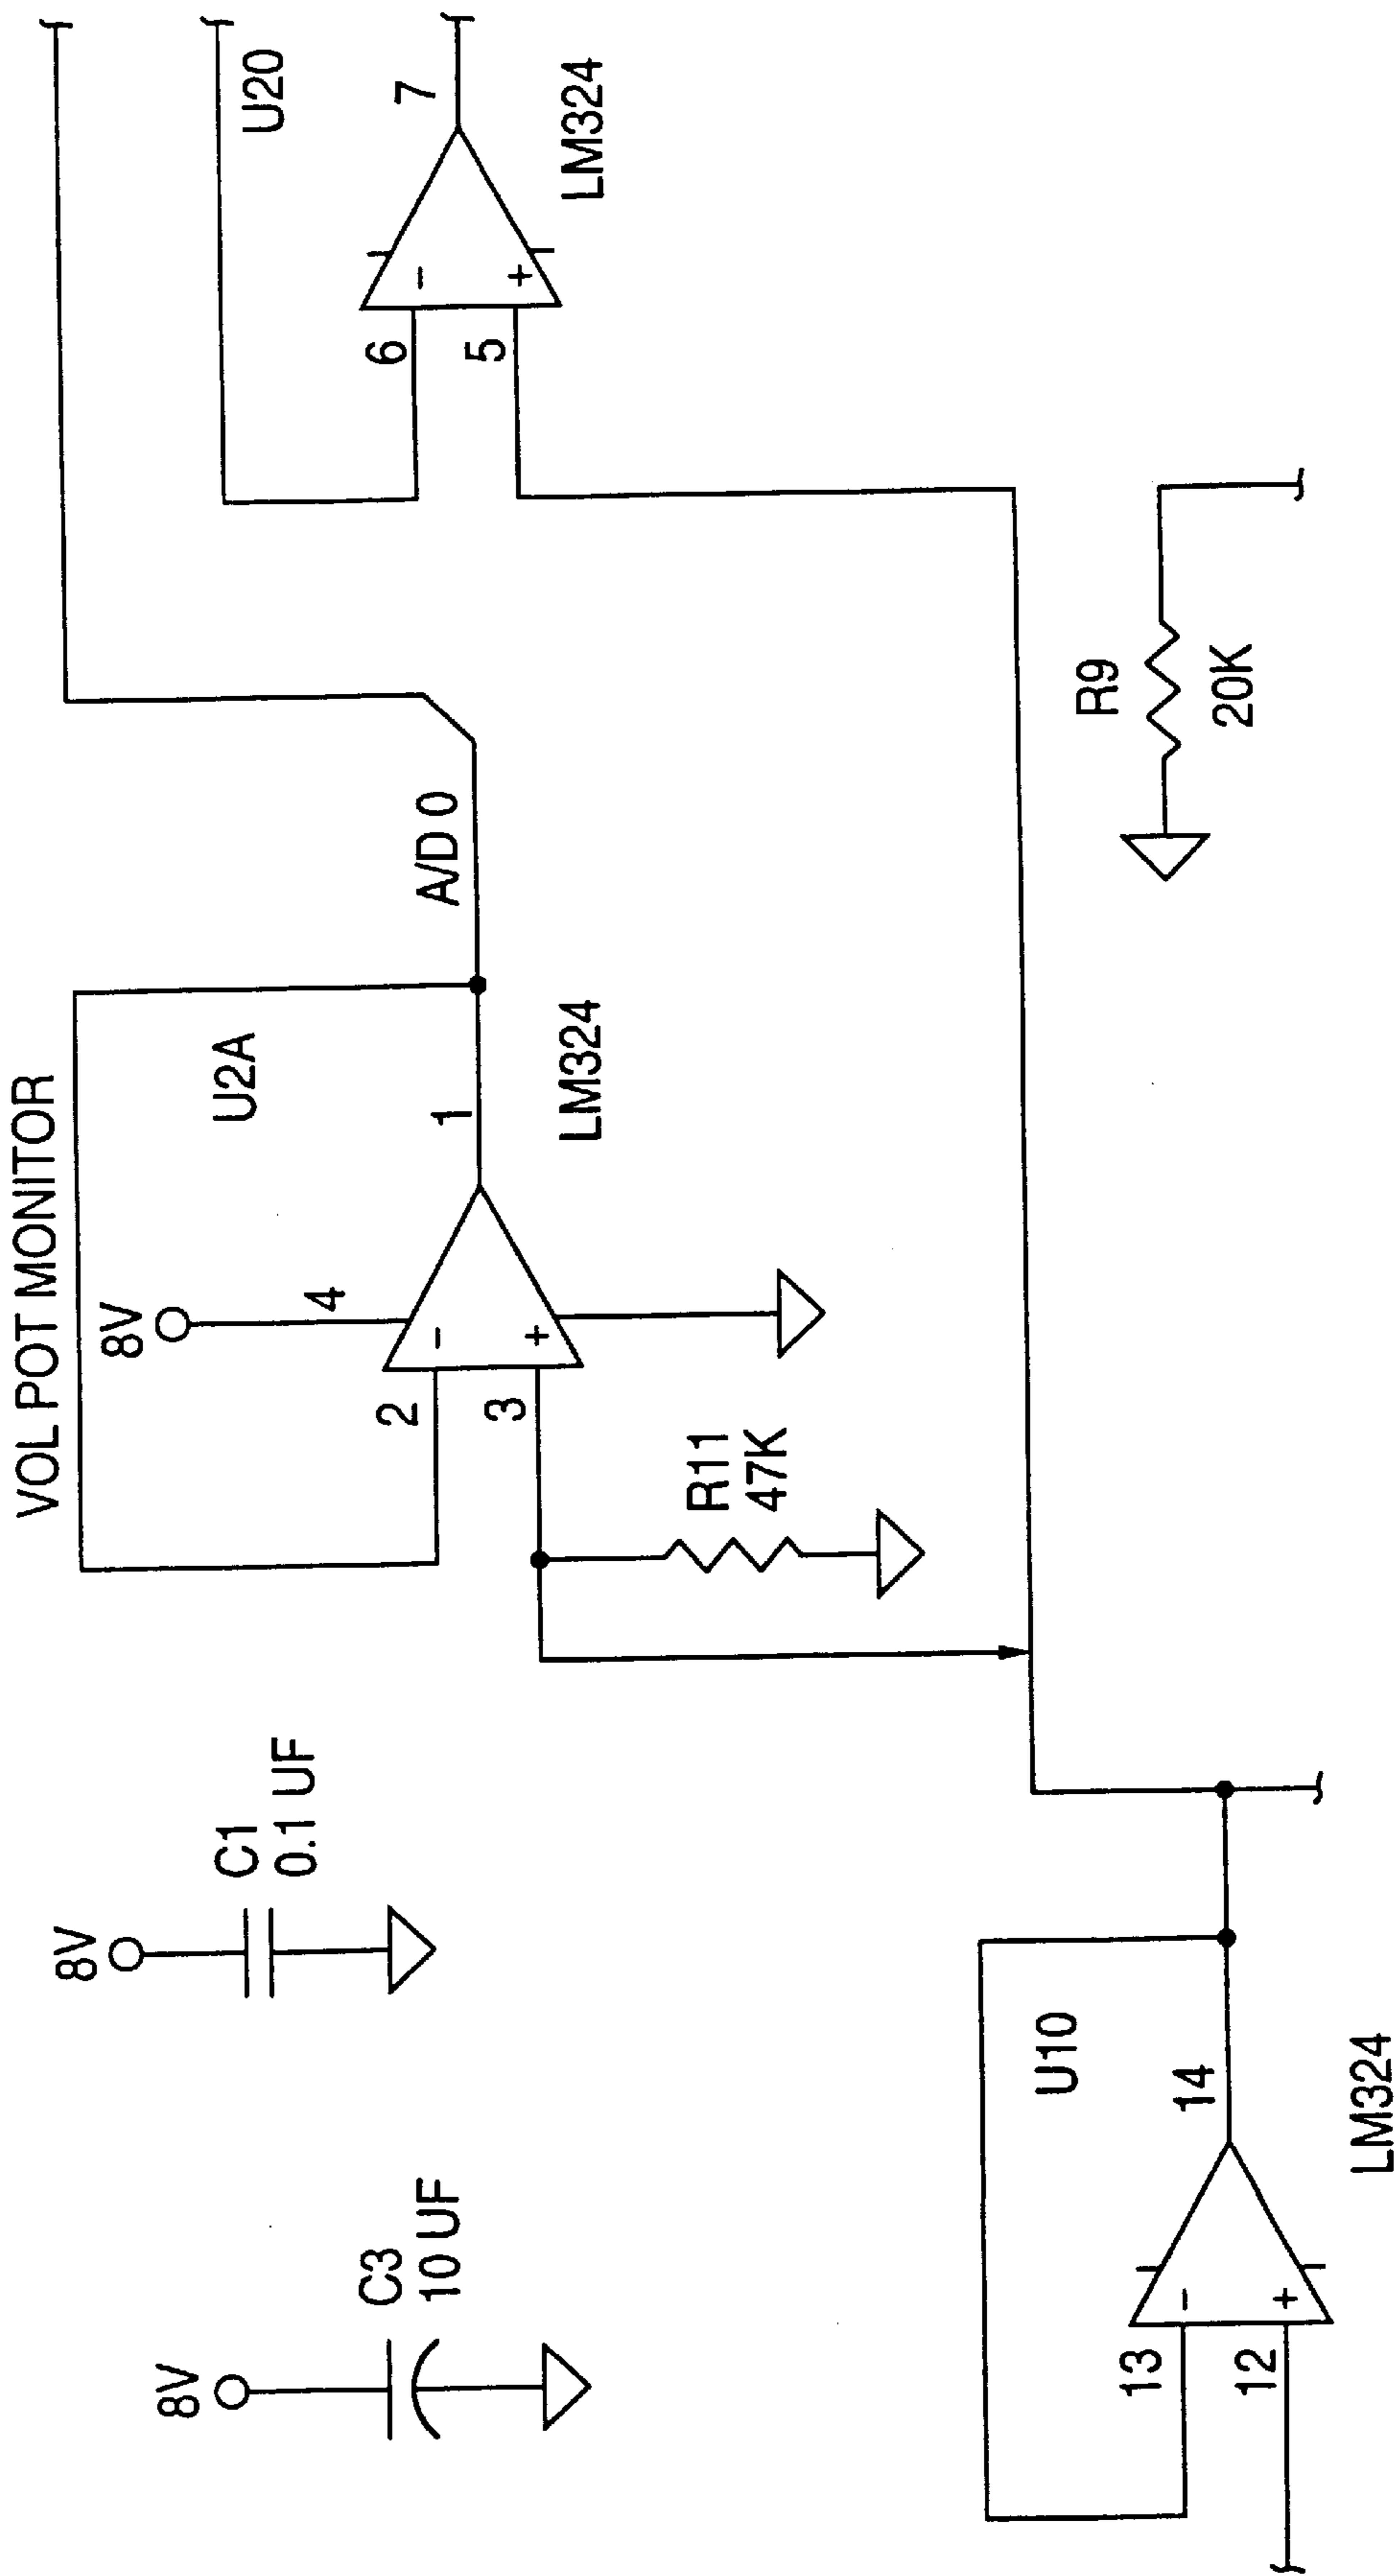 VOL POT MONITOR
8V
C3
10 UF
8V
C1
0.1 UF
8V
4
U2A
2
-
3
+
1
LM324
A/D 0
R11
47K
U20
6
-
5
+
7
LM324
U10
13
-
12
+
14
LM324
R9
20K